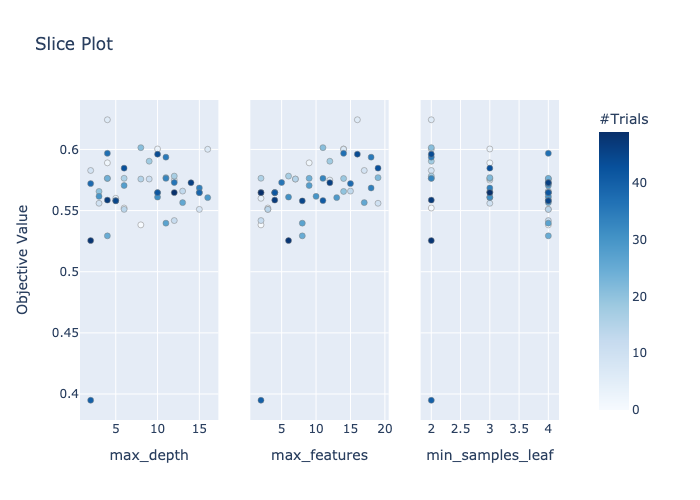 Slice Plot
#Trials
Objective Value
0.6
0.55
0.5
0.45
0.4
5 10 15
5 10 15 20
2 2.5 3 3.5 4
max_depth
max_features
min_samples_leaf
40
30
20
10
0